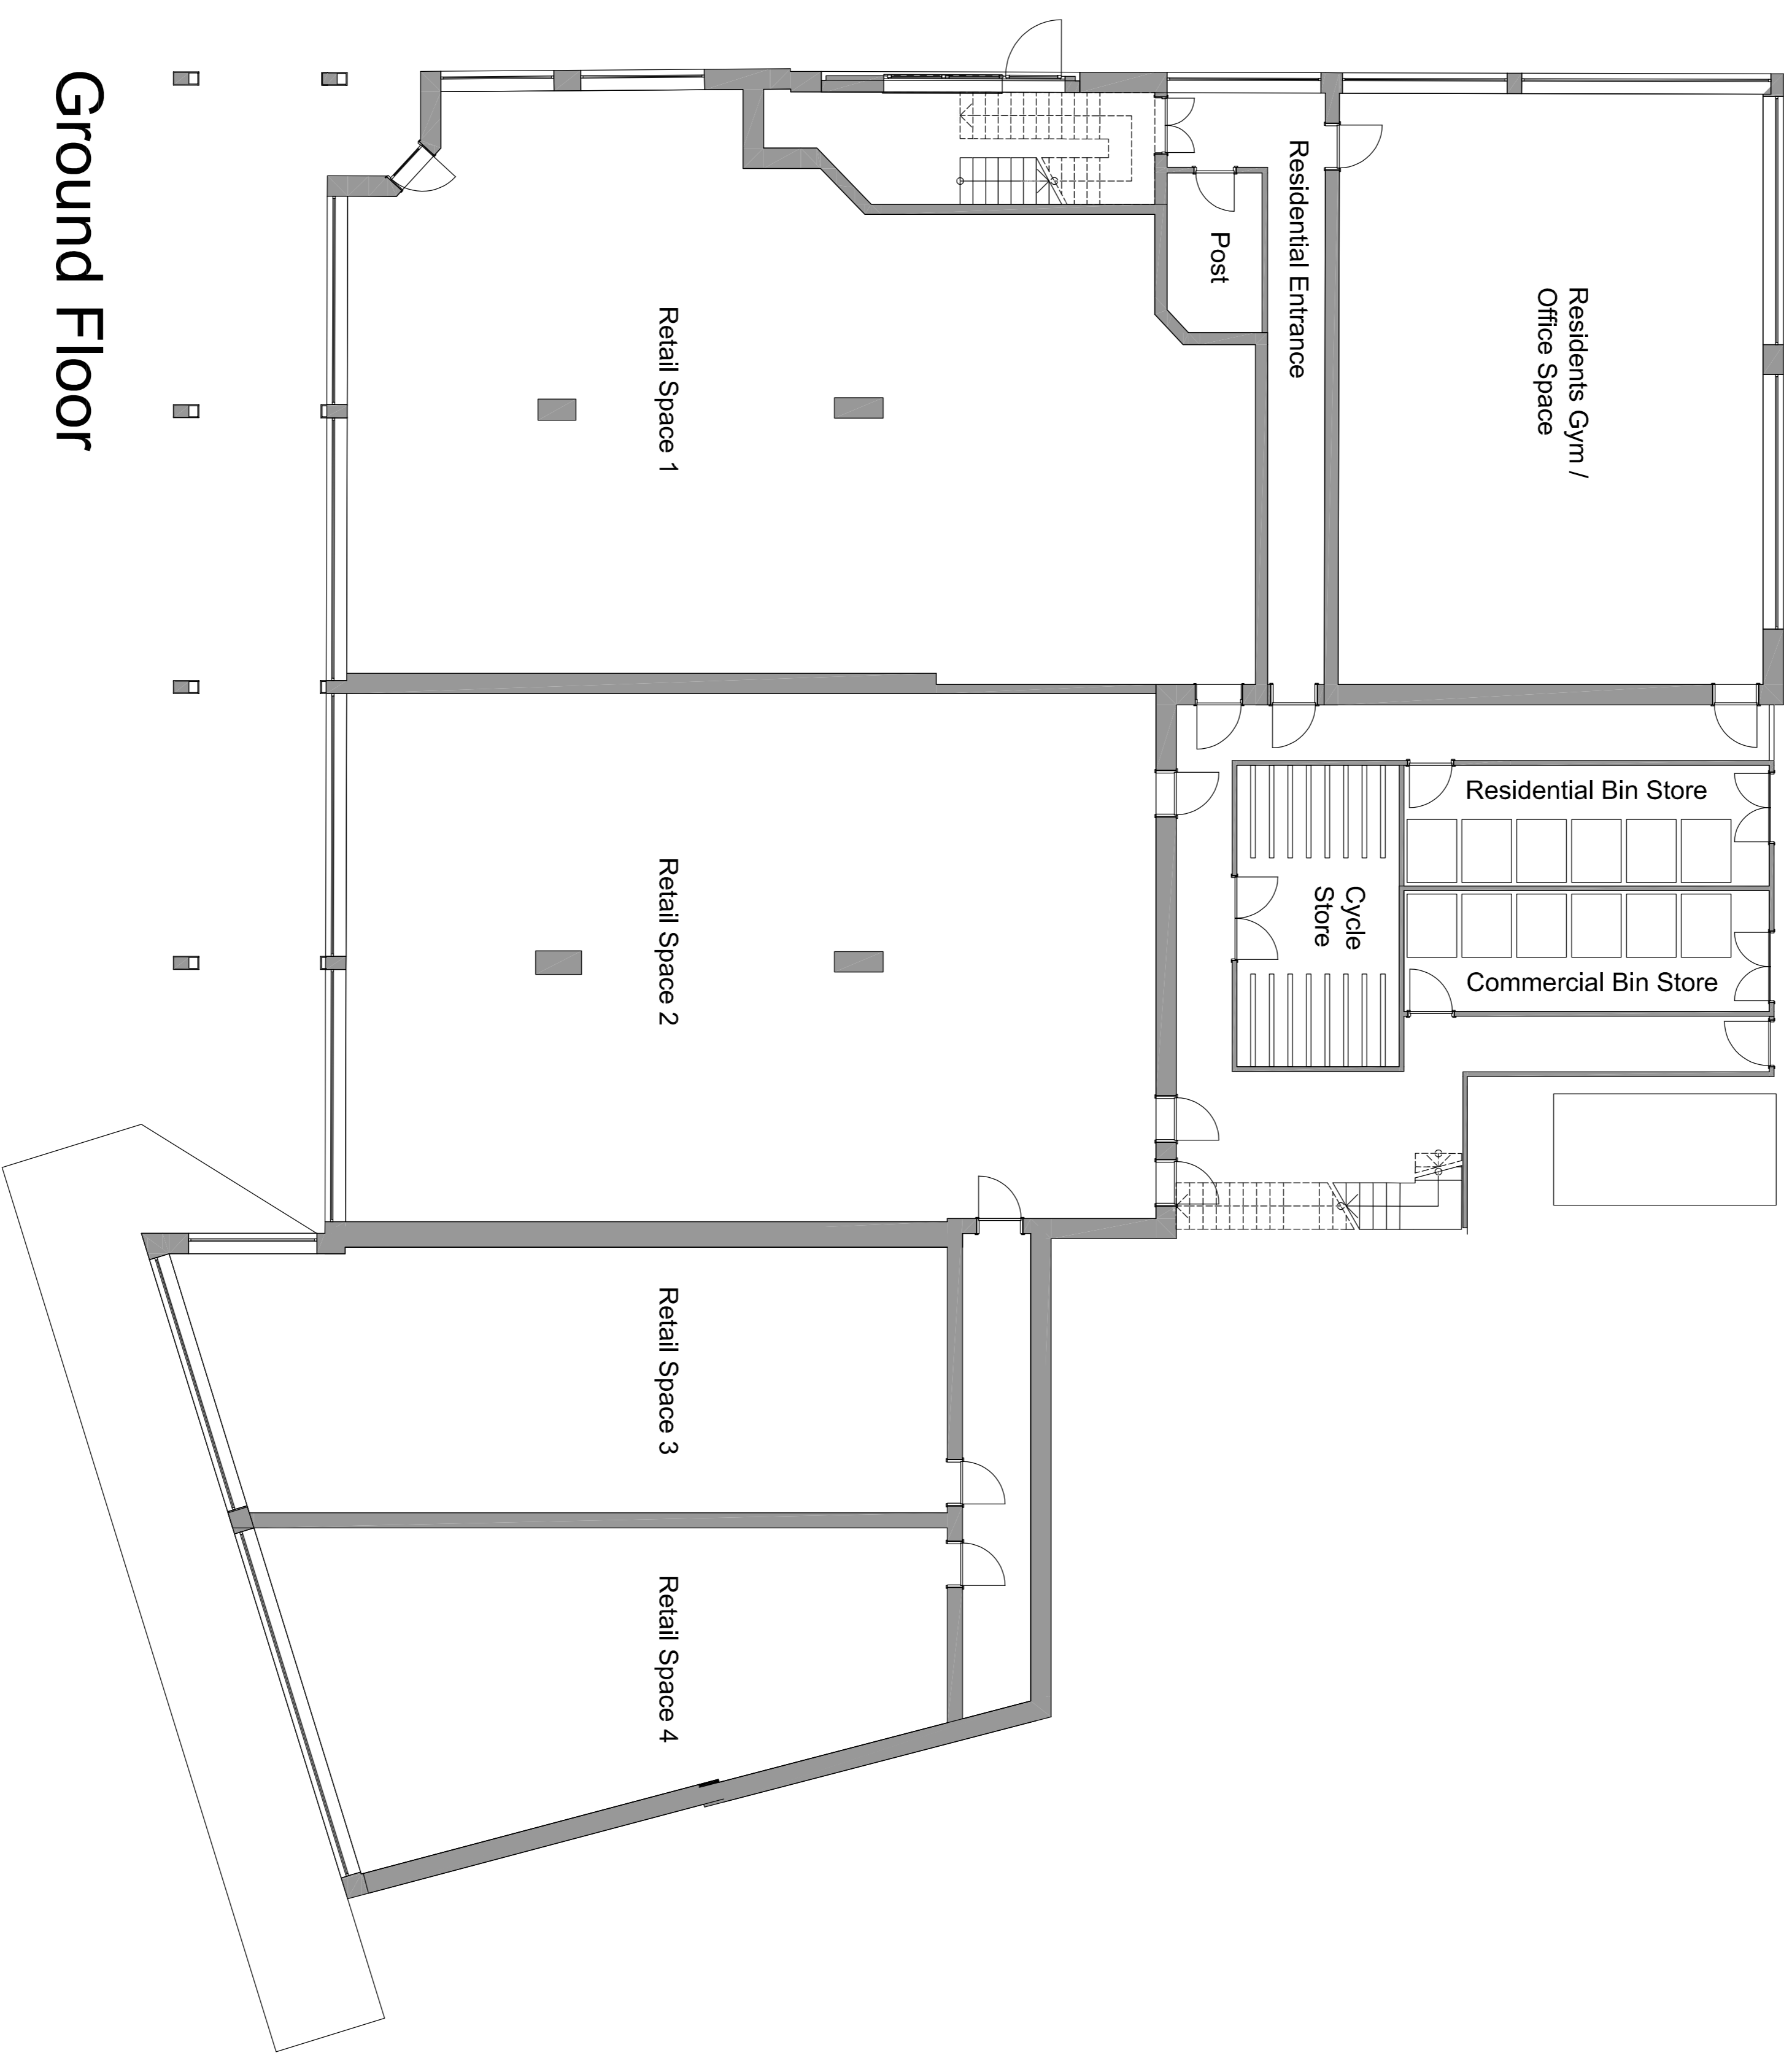 Ground Floor
Residents Gym /
Office Space
Residential Entrance
Post
Retail Space 1
Residential Bin Store
Cycle
Store
Commercial Bin Store
Retail Space 2
Retail Space 3
Retail Space 4